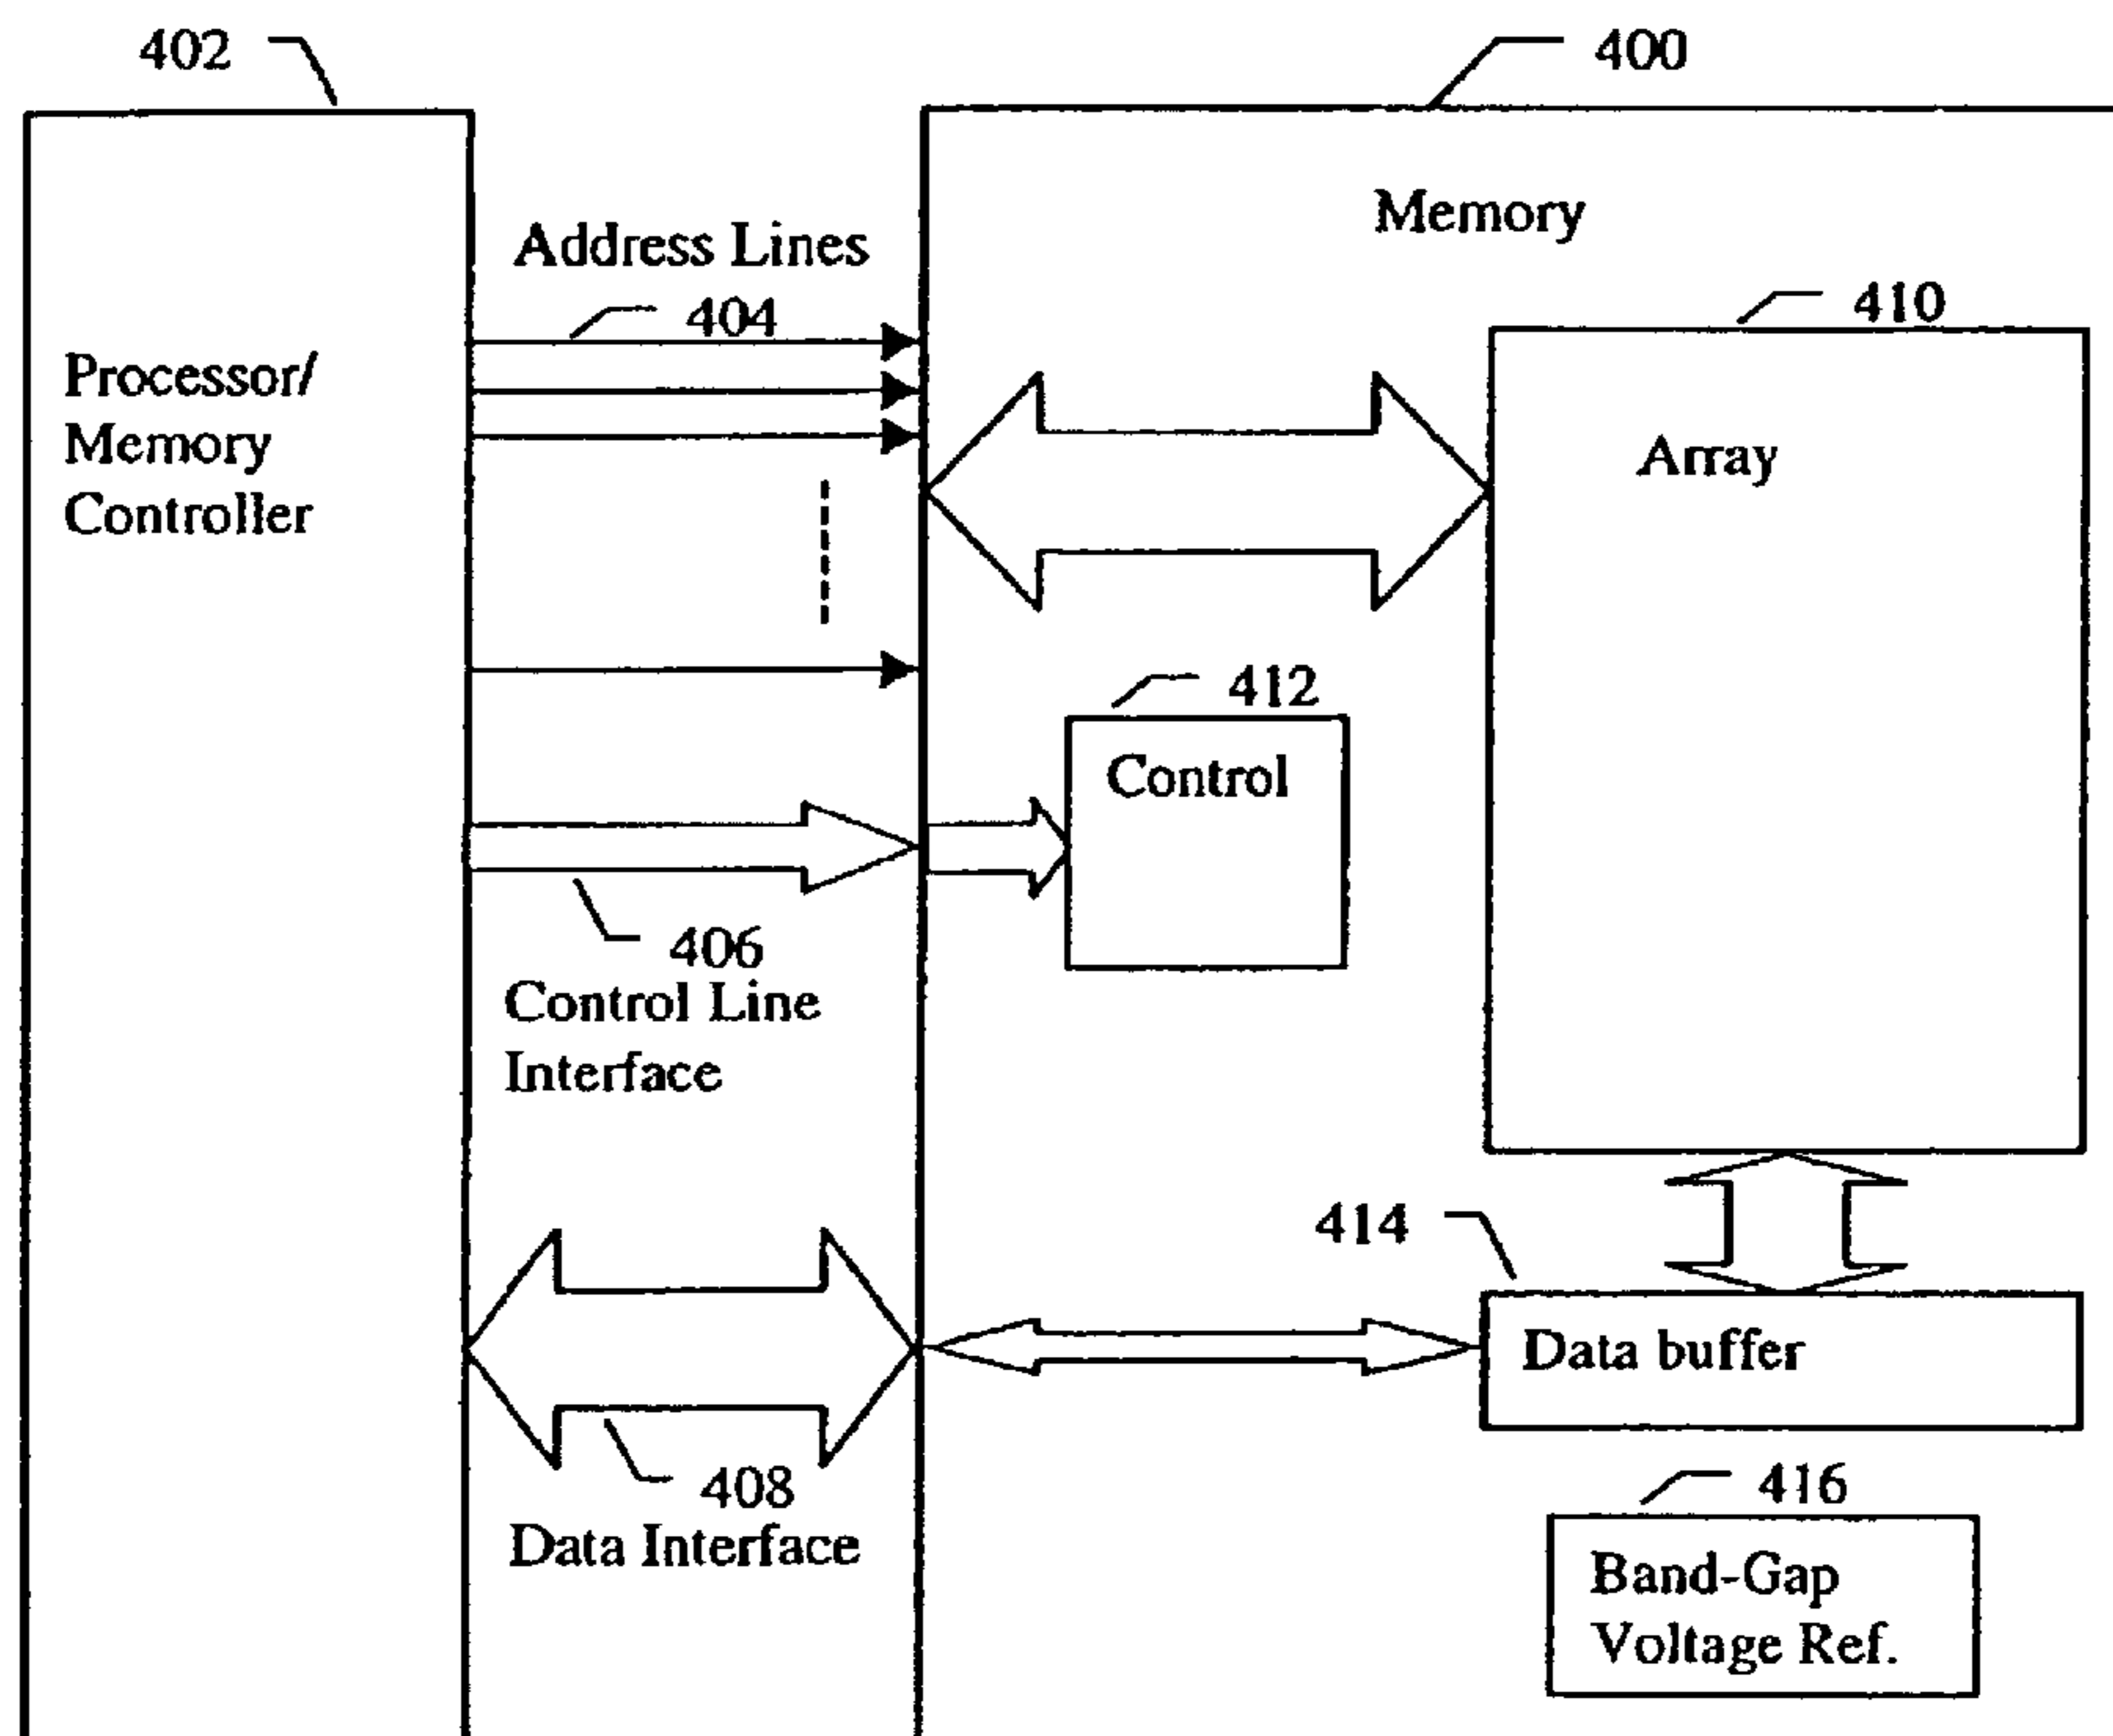 402
400
Memory
Address Lines
404
410
Processor/
Memory
Controller
Array
412
Control
406
Control Line
Interface
414
Data buffer
408
Data Interface
416
Band-Gap
Voltage Ref.